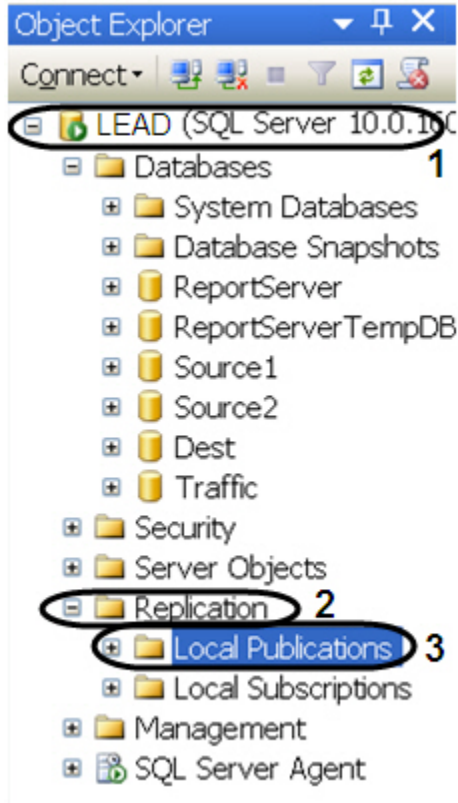 Object Explorer
Connect
LEAD (SQL Server 10.0.160
1
Databases
System Databases
Database Snapshots
ReportServer
ReportServerTempDB
Source1
Source2
Dest
Traffic
Security
Server Objects
Replication 2
Local Publications 3
Local Subscriptions
Management
SQL Server Agent